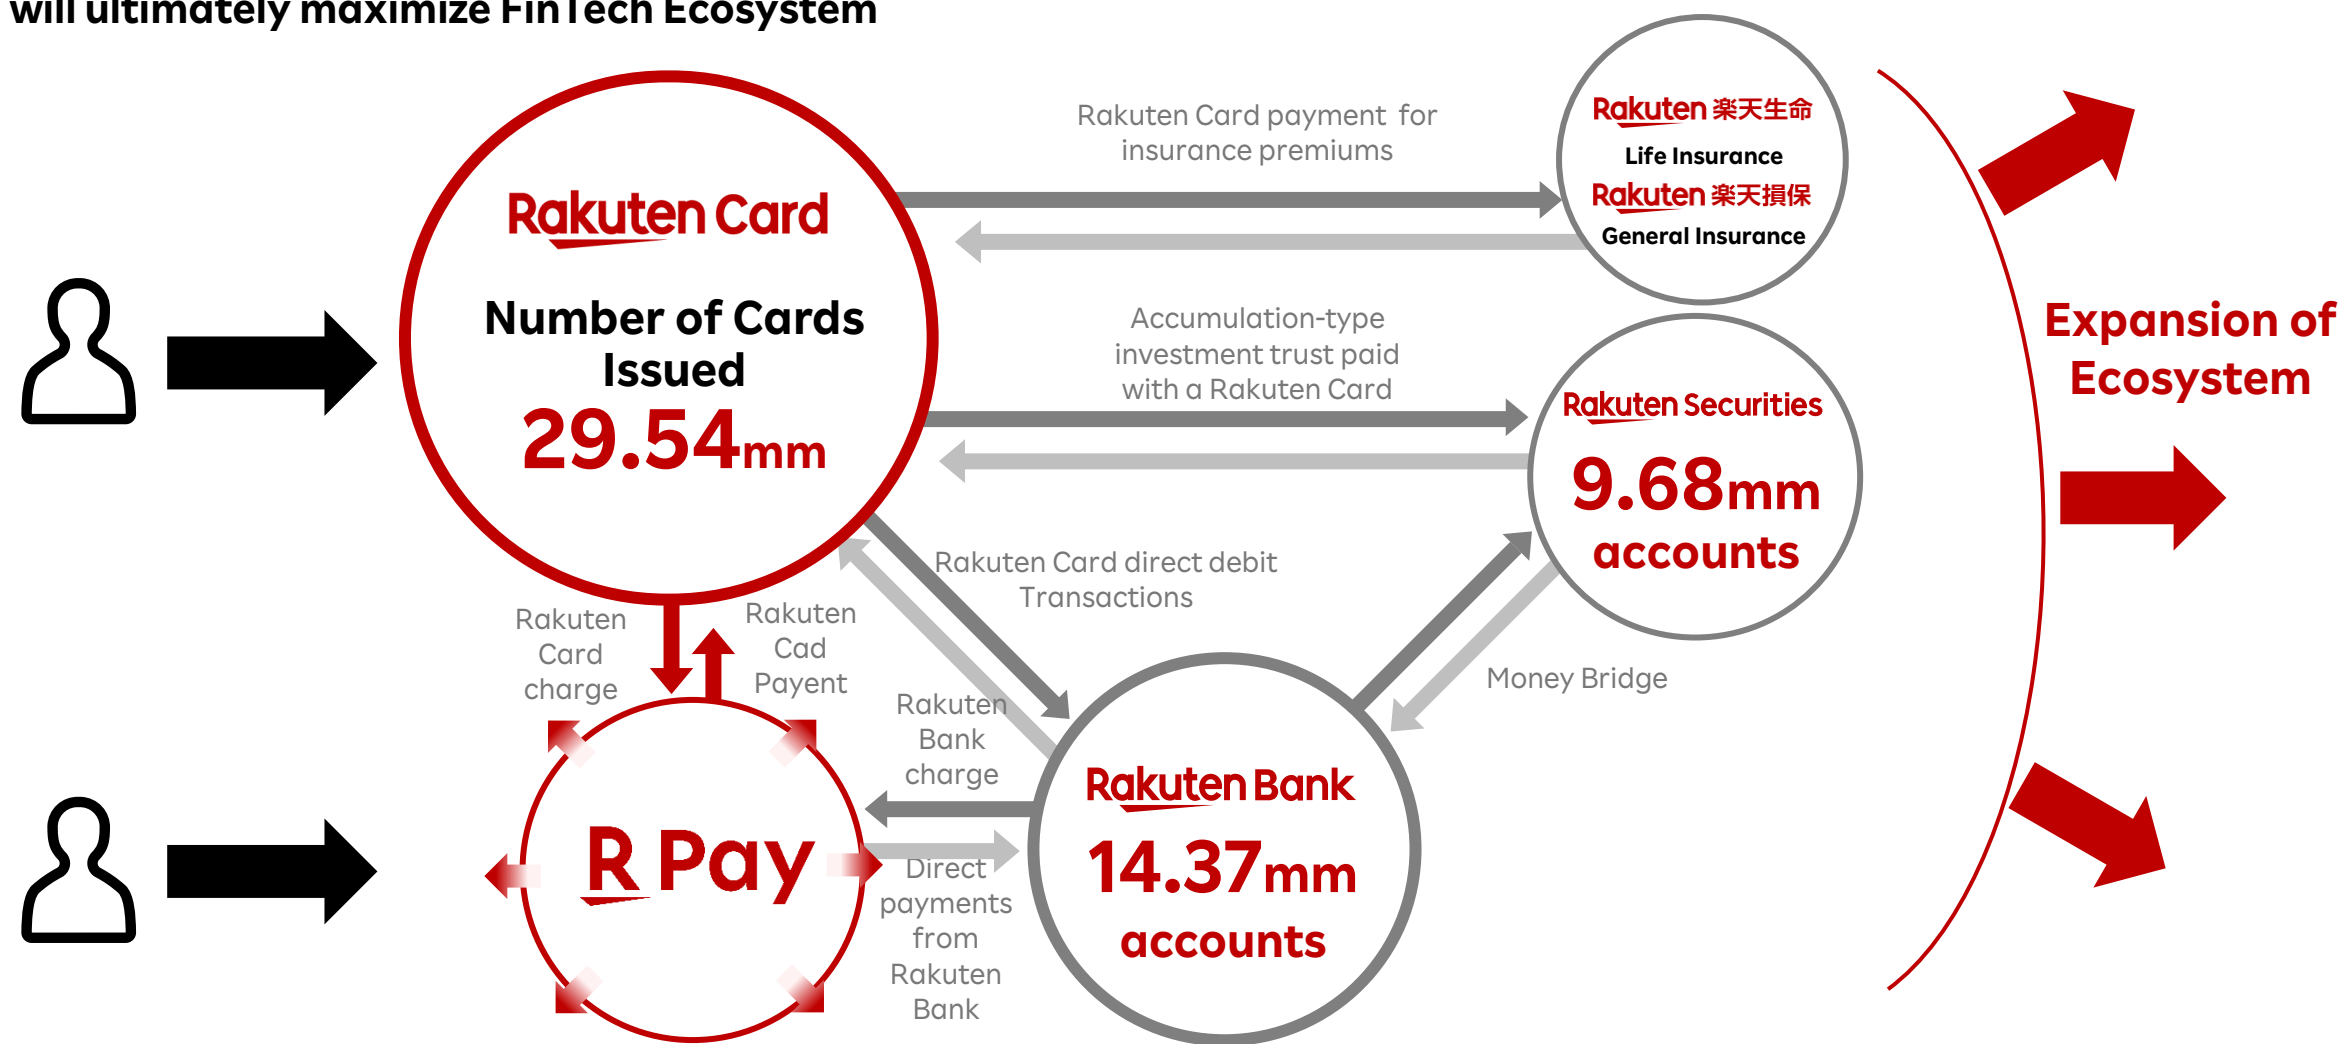 will ultimately maximize FinTech Ecosystem
Rakuten Card
Number of Cards
Issued
29.54mm
Rakuten Card payment for
insurance premiums
Rakuten 楽天生命
Life Insurance
Rakuten 楽天損保
General Insurance
Accumulation-type
investment trust paid
with a Rakuten Card
Rakuten Securities
9.68mm
accounts
Expansion of
Ecosystem
Rakuten Card direct debit
Transactions
Rakuten
Card
charge
Rakuten
Cad
Payent
Rakuten
Bank
charge
Money Bridge
R Pay
Direct
payments
from
Rakuten
Bank
Rakuten Bank
14.37mm
accounts